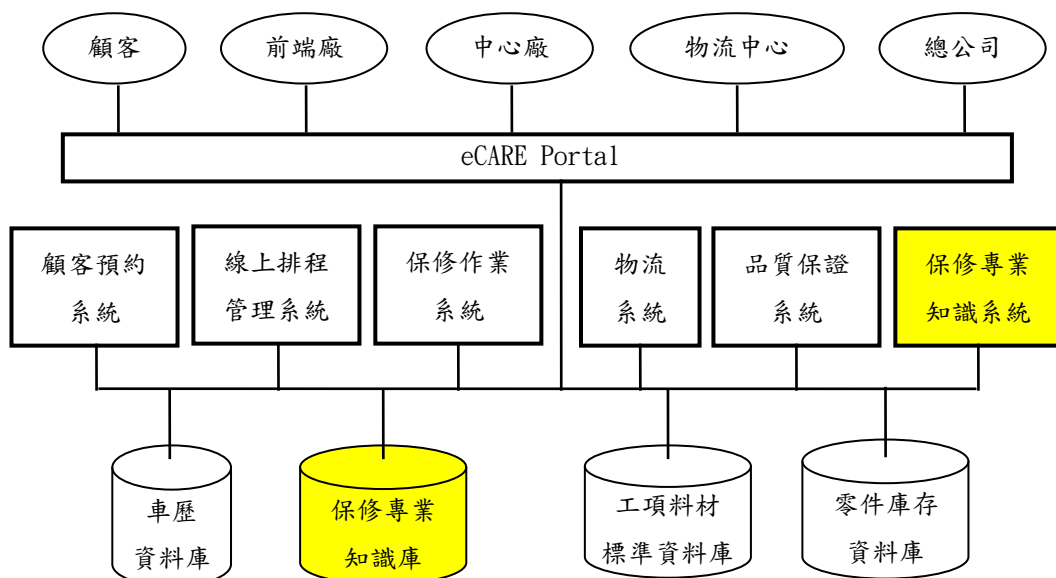 顧客
前端廠
中心廠
物流中心
總公司
eCARE Portal
顧客預約
系統
線上排程
管理系統
保修作業
系統
物流
系統
品質保證
系統
保修專業
知識系統
車歷
資料庫
保修專業
知識庫
工項料材
標準資料庫
零件庫存
資料庫